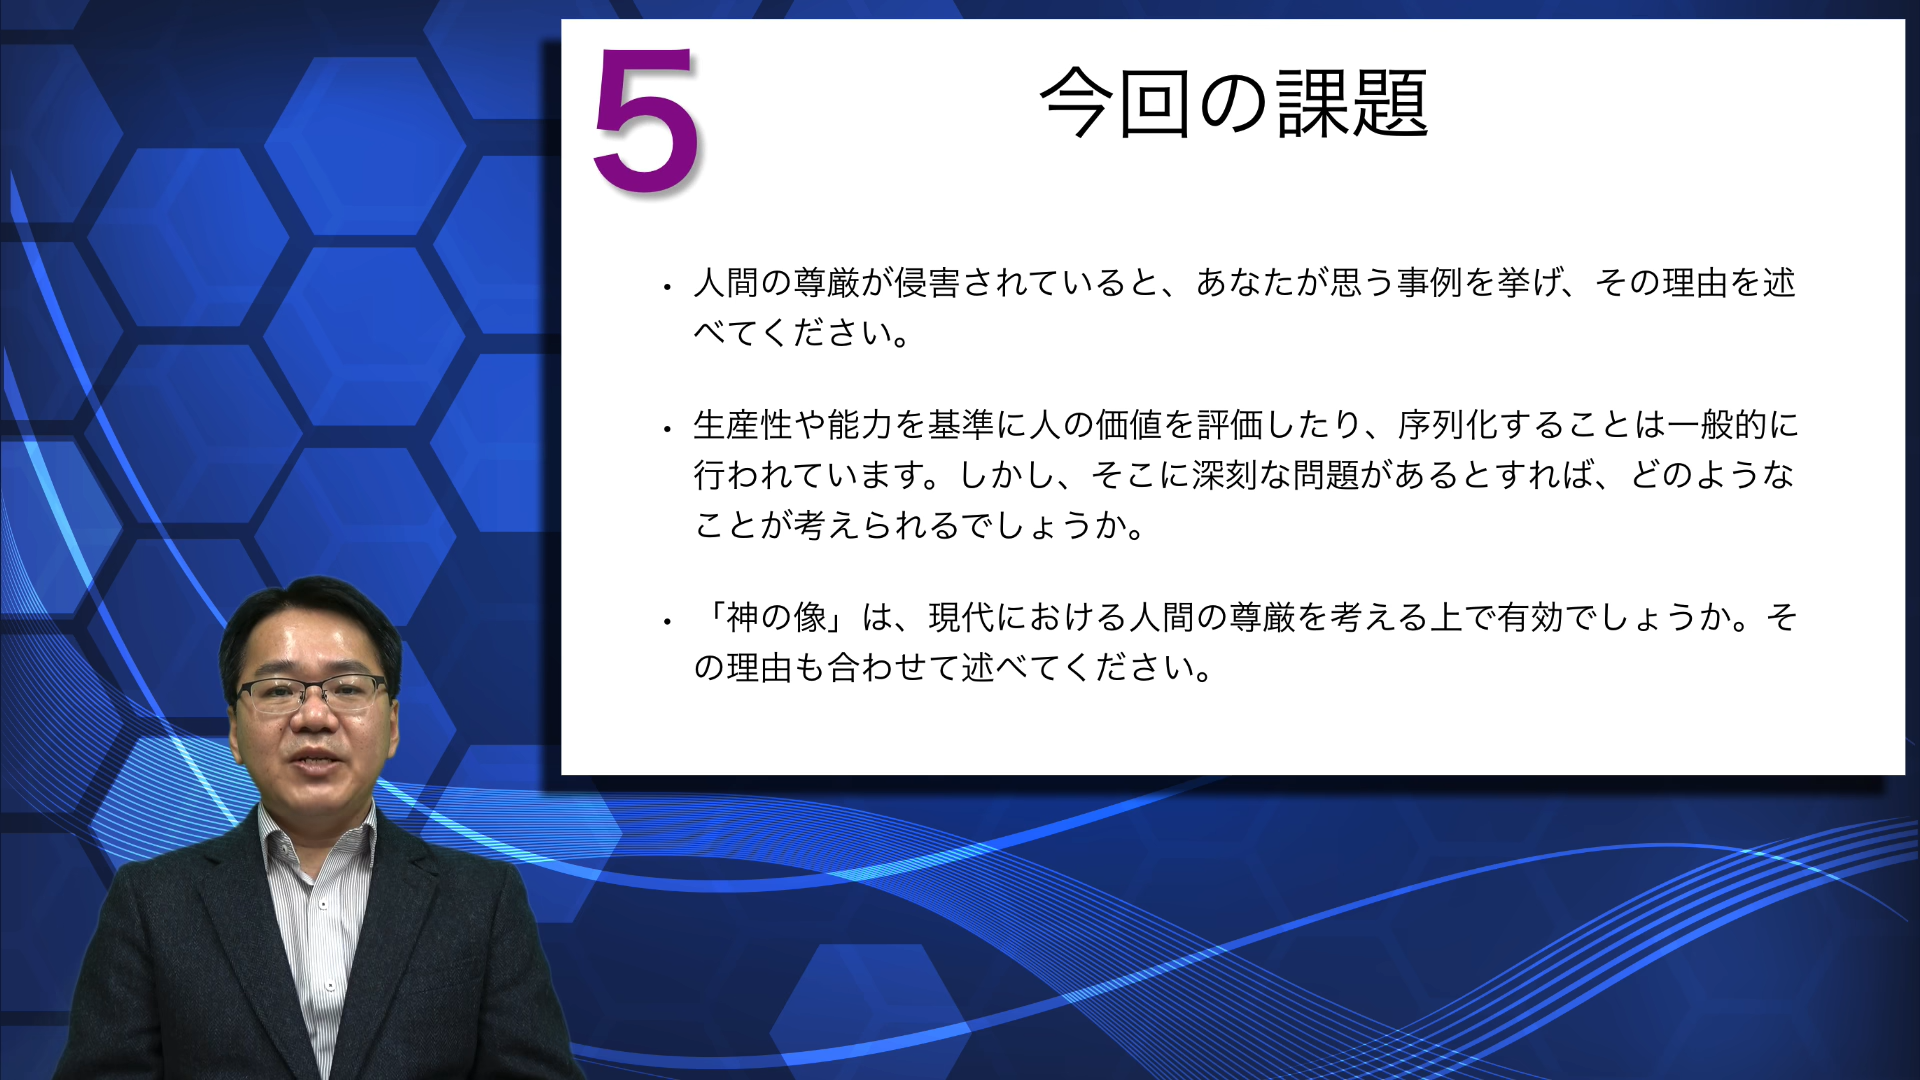 5
今回の課題
・人間の尊厳が侵害されていると、あなたが思う事例を挙げ、その理由を述
べてください。
・生産性や能力を基準に人の価値を評価したり、序列化することは一般的に
行われています。しかし、そこに深刻な問題があるとすれば、どのような
ことが考えられるでしょうか。
・「神の像」は、現代における人間の尊厳を考える上で有効でしょうか。そ
の理由も合わせて述べてください。